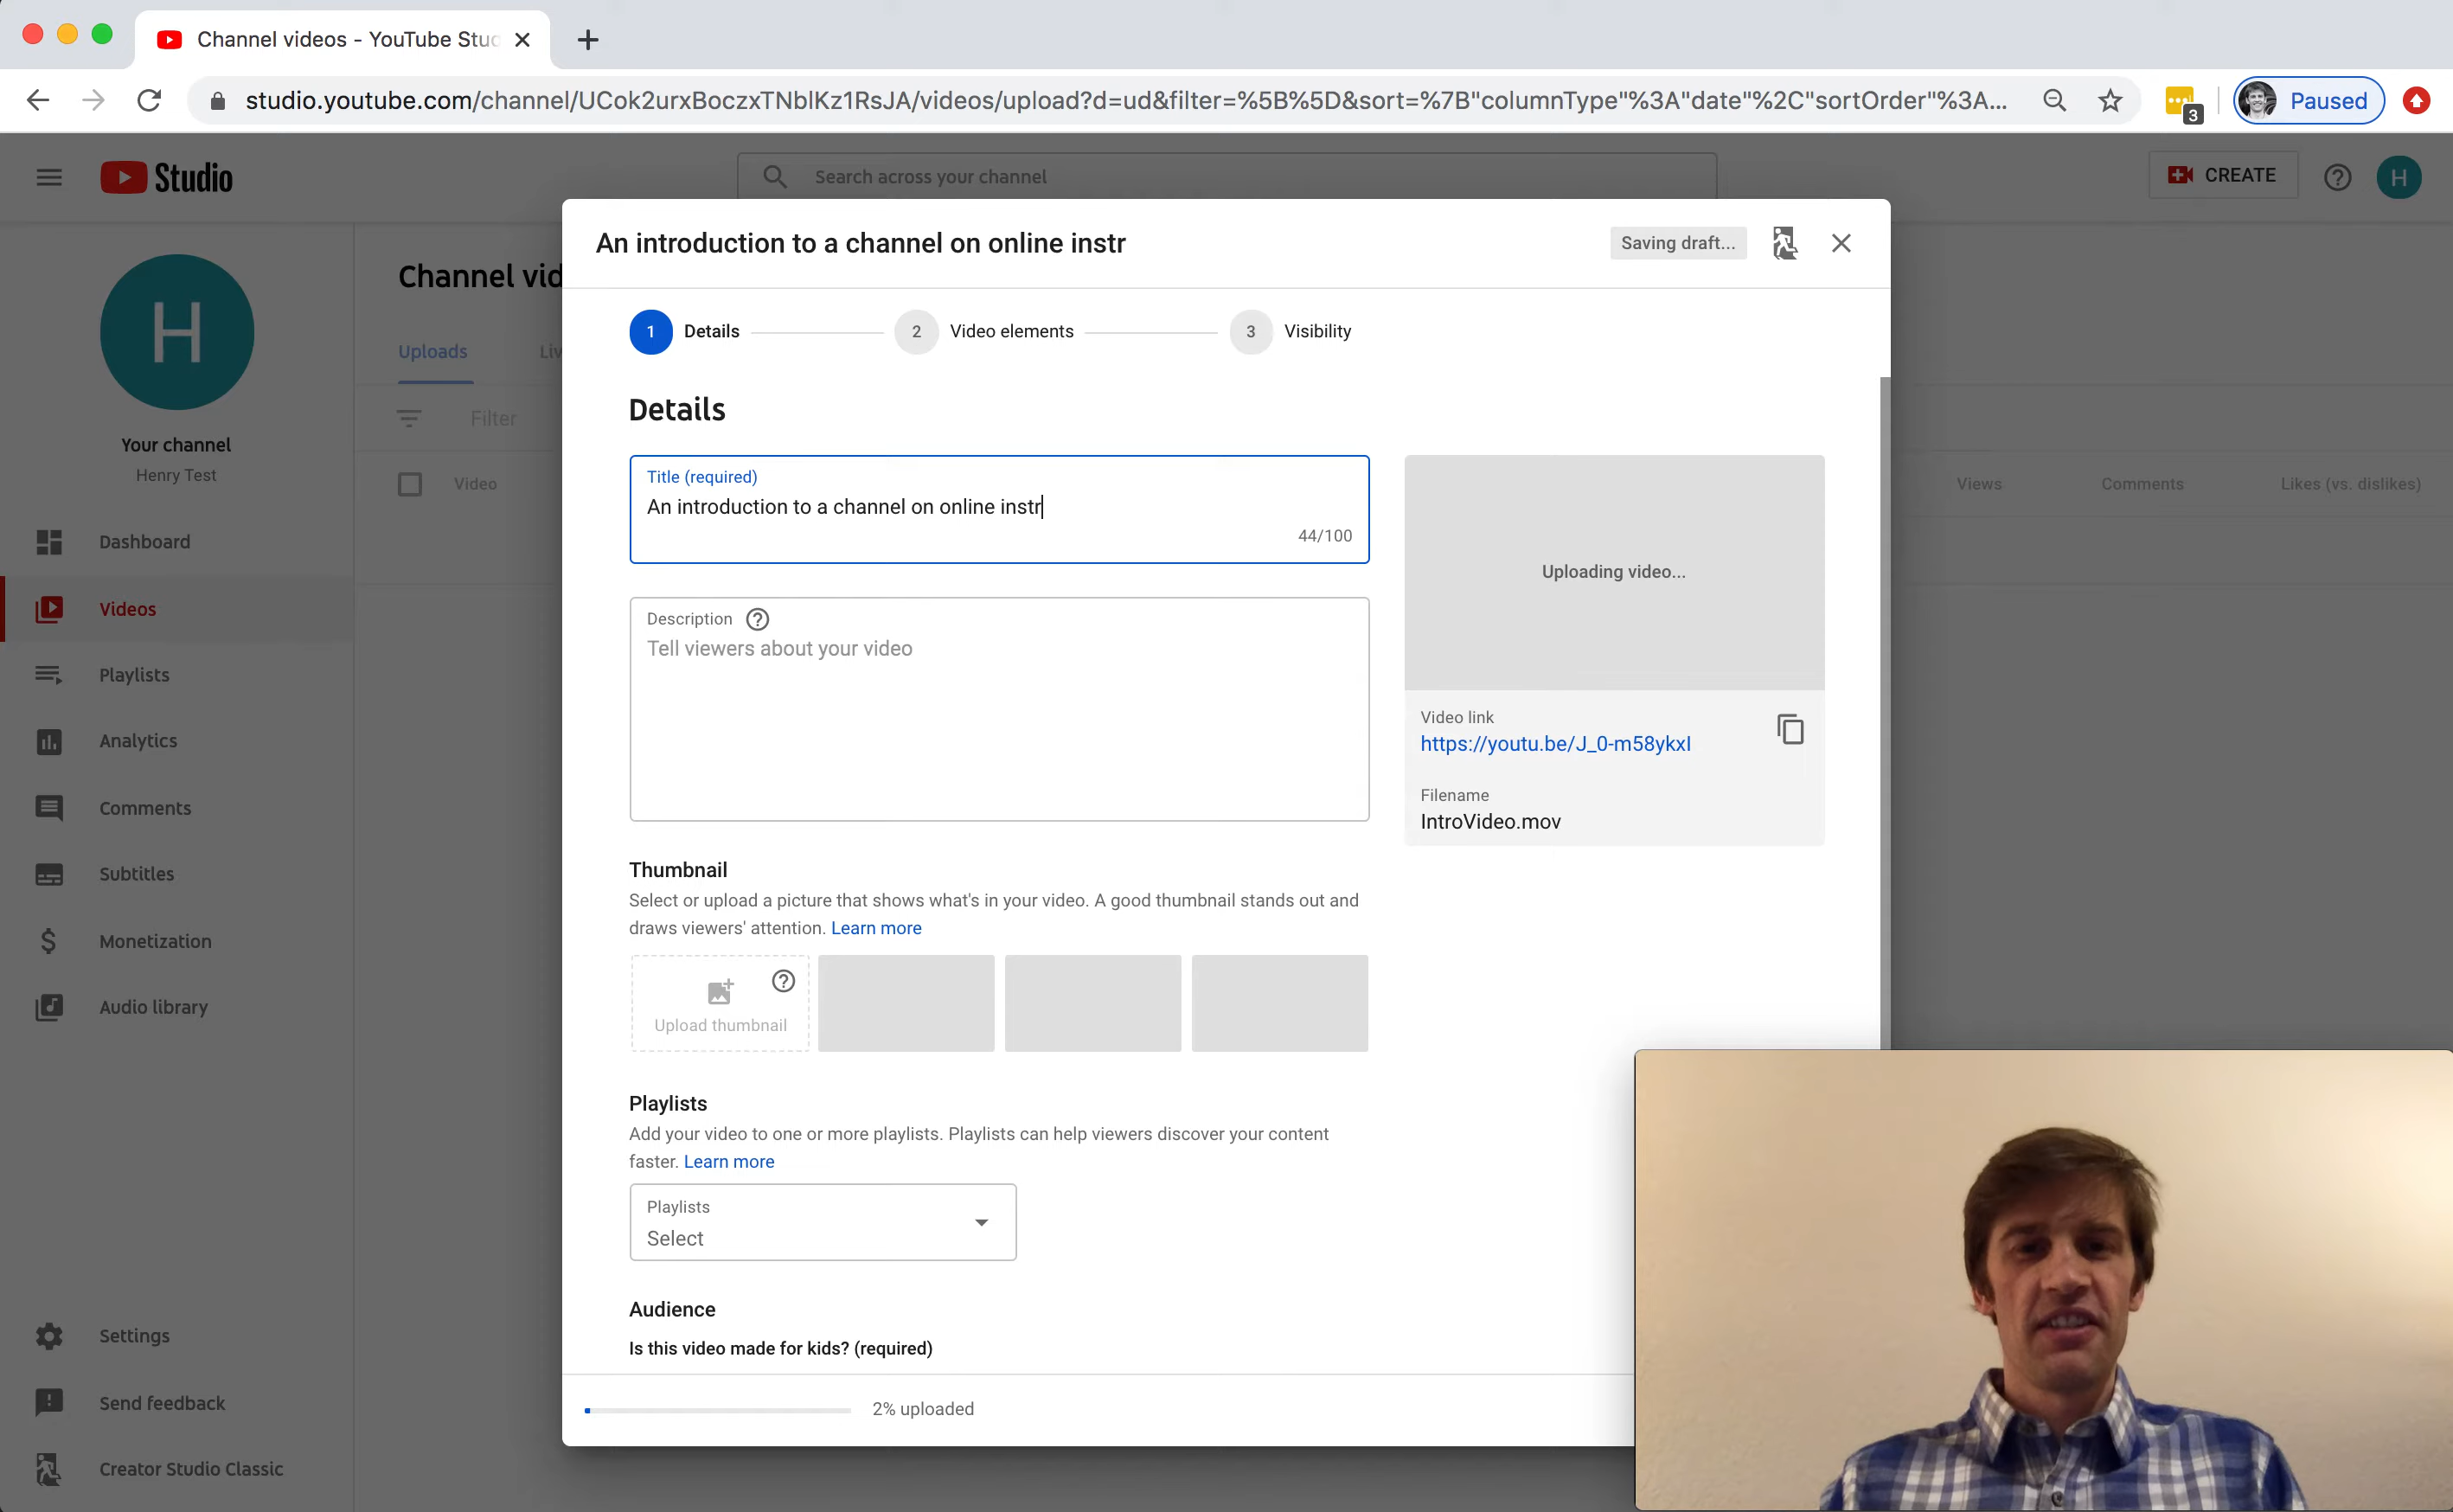 Channel videos - YouTube Stu
studio.youtube.com/channel/UCok2urxBoczxTNblKz1RsJA/videos/upload?d=ud&filter=%5B%5D&sort=%7B"columnType"%3A"date"%2C"sortOrder"%3A...
3
Paused
Studio
Search across your channel
CREATE
H
An introduction to a channel on online instr
Saving draft...
H
Your channel
Henry Test
Dashboard
Videos
Playlists
Analytics
Comments
Subtitles
Monetization
Audio library
Settings
Send feedback
Creator Studio Classic
Channel vid
Uploads
Liv
Filter
Video
Views
Comments
Likes (vs. dislikes)
1 Details
2 Video elements
3 Visibility
Details
Title (required)
An introduction to a channel on online instr
44/100
Description
Tell viewers about your video
Uploading video...
Video link
https://youtu.be/J_0-m58ykxI
Filename
IntroVideo.mov
Thumbnail
Select or upload a picture that shows what's in your video. A good thumbnail stands out and
draws viewers' attention. Learn more
Upload thumbnail
Playlists
Add your video to one or more playlists. Playlists can help viewers discover your content
faster. Learn more
Playlists
Select
Audience
Is this video made for kids? (required)
2% uploaded